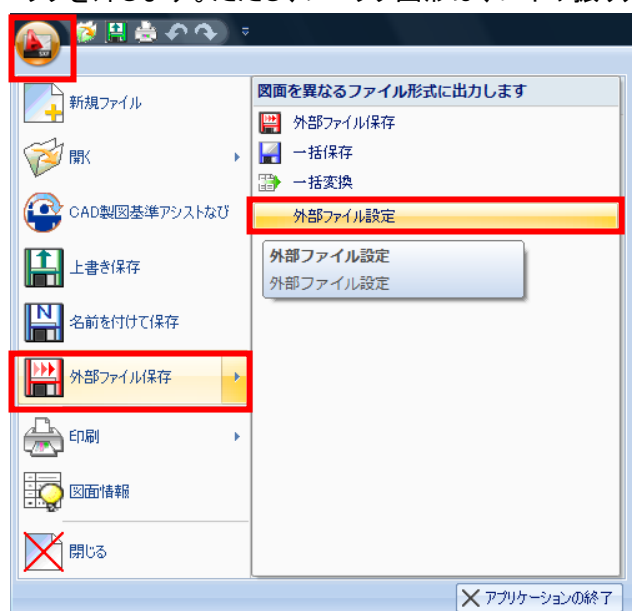 図面を異なるファイル形式に出力します
新規ファイル
外部ファイル保存
開く
一括保存
一括変換
CAD製図基準アシストなび
外部ファイル設定
外部ファイル設定
外部ファイル設定
上書き保存
名前を付けて保存
外部ファイル保存
印刷
図面情報
閉じる
アプリケーションの終了